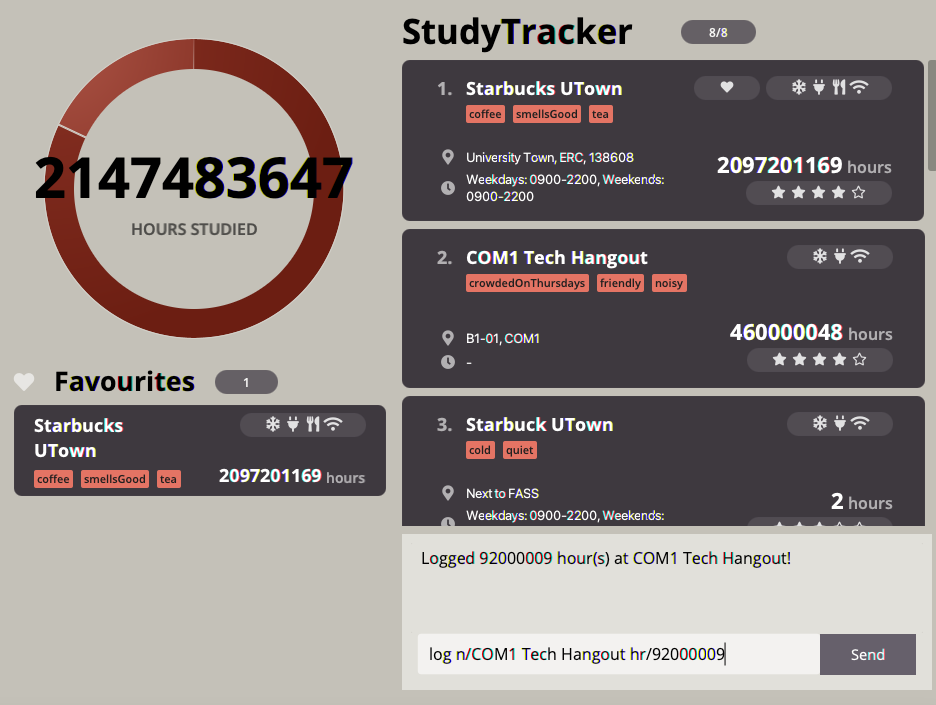 2147483647
HOURS STUDIED
Favourites
1
Starbucks
UTown
coffee smellsGood tea
2097201169 hours
StudyTracker
8/8
1. Starbucks UTown
coffee smellsGood tea
University Town, ERC, 138608
Weekdays: 0900-2200, Weekends:
0900-2200
2097201169 hours
2. COM1 Tech Hangout
crowdedOnThursdays friendly noisy
B1-01, COM1
-
460000048 hours
3. Starbuck UTown
cold quiet
Next to FASS
Weekdays: 0900-2200, Weekends:
2 hours
Logged 92000009 hour(s) at COM1 Tech Hangout!
log n/COM1 Tech Hangout hr/92000009
Send